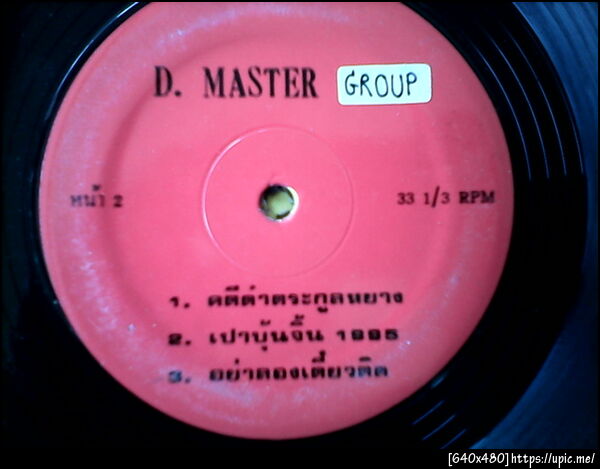 D. MASTER GROUP
หน้า 2
33 1/3 RPM
1. คดีดำตระกูลหยาง
2. เปาบุ้นจิ้น 1995
3. อย่าลองเดี๋ยวติด
[640x480]https://upic.me/